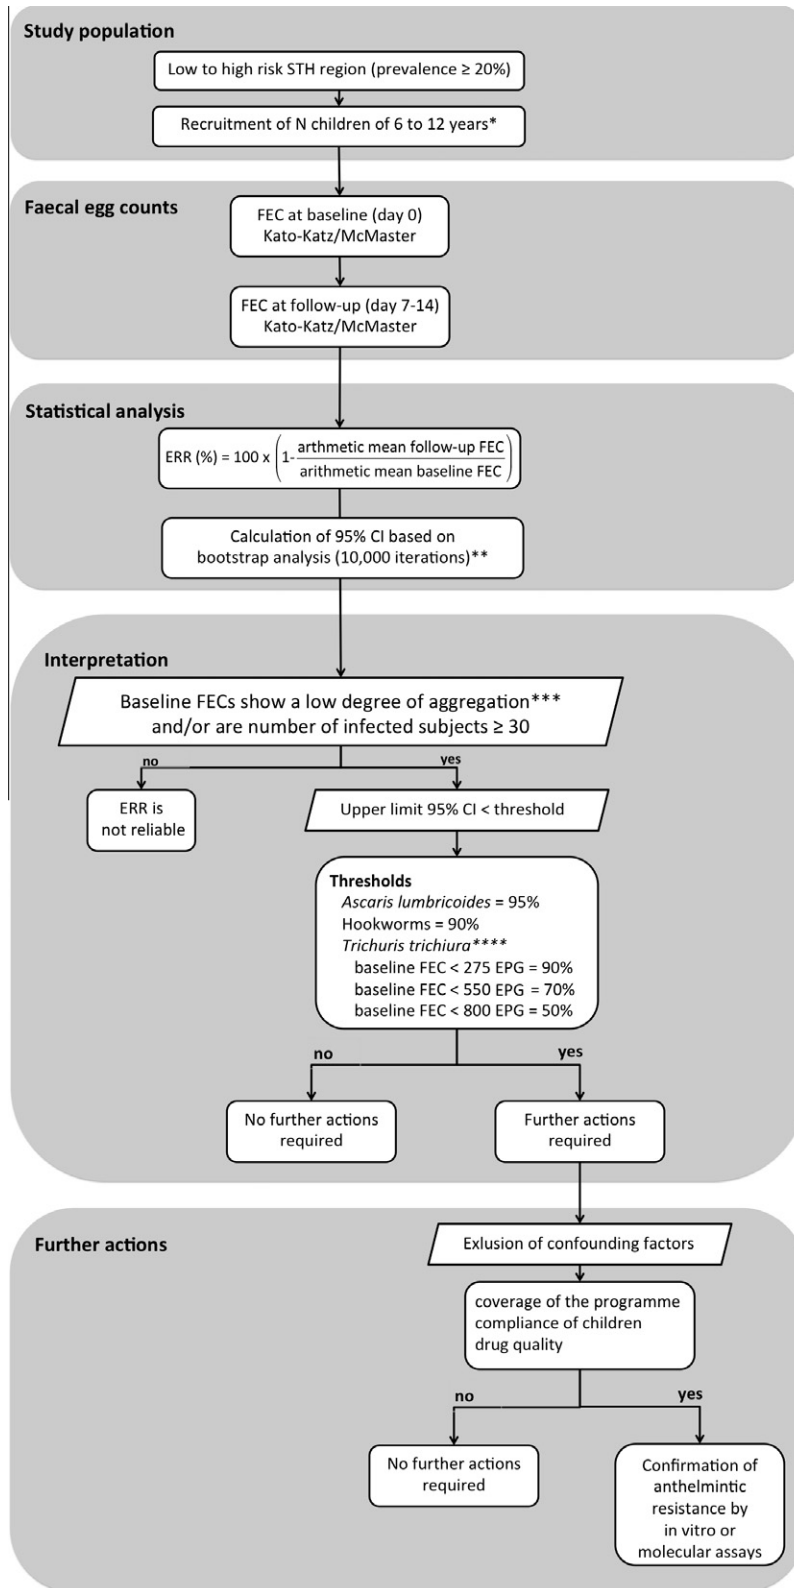 Study population
Low to high risk STH region (prevalence ≥ 20%)
Recruitment of N children of 6 to 12 years*
Faecal egg counts
FEC at baseline (day 0)
Kato-Katz/McMaster
FEC at follow-up (day 7-14)
Kato-Katz/McMaster
Statistical analysis
ERR (%) = 100 x (1- arthmetic mean follow-up FEC
arithmetic mean baseline FEC)
Calculation of 95% CI based on
bootstrap analysis (10,000 iterations)**
Interpretation
Baseline FECs show a low degree of aggregation***
and/or are number of infected subjects ≥ 30
no
yes
ERR is
not reliable
Upper limit 95% CI < threshold
Thresholds
Ascaris lumbricoides = 95%
Hookworms = 90%
Trichuris trichiura****
baseline FEC < 275 EPG = 90%
baseline FEC < 550 EPG = 70%
baseline FEC < 800 EPG = 50%
no
yes
No further actions
required
Further actions
required
Further actions
Exlusion of confounding factors
coverage of the programme
compliance of children
drug quality
no
yes
No further actions
required
Confirmation of
anthelmintic
resistance by
in vitro or
molecular assays